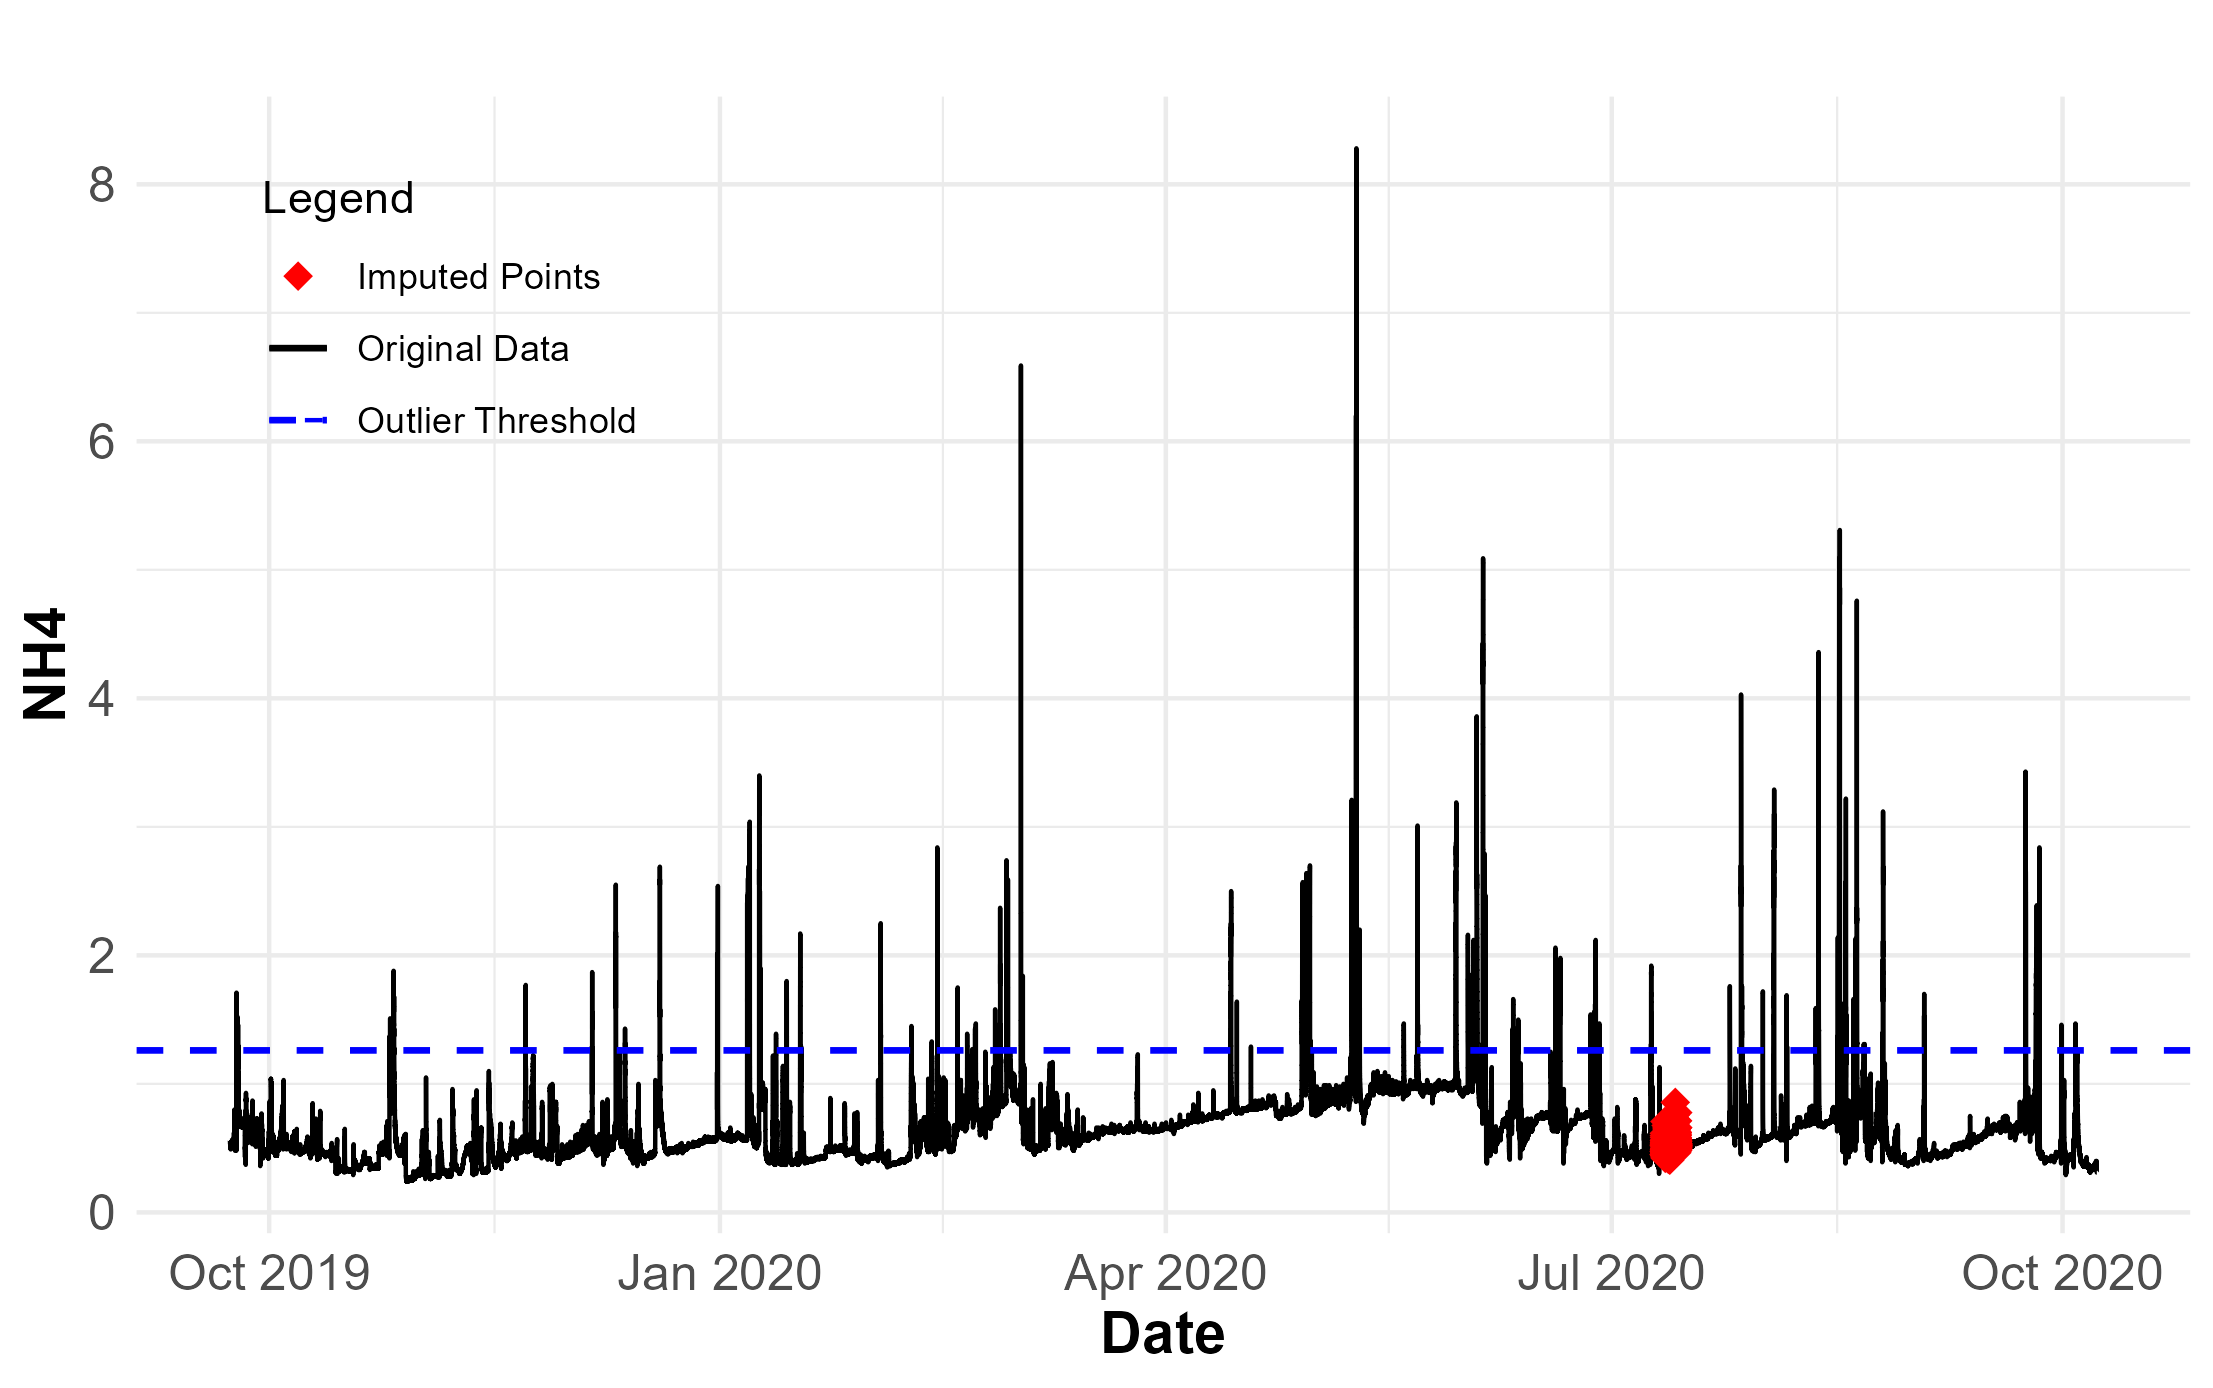 Legend
Imputed Points
Original Data
Outlier Threshold
NH4
8
6
4
2
0
Oct 2019 Jan 2020 Apr 2020 Jul 2020 Oct 2020
Date